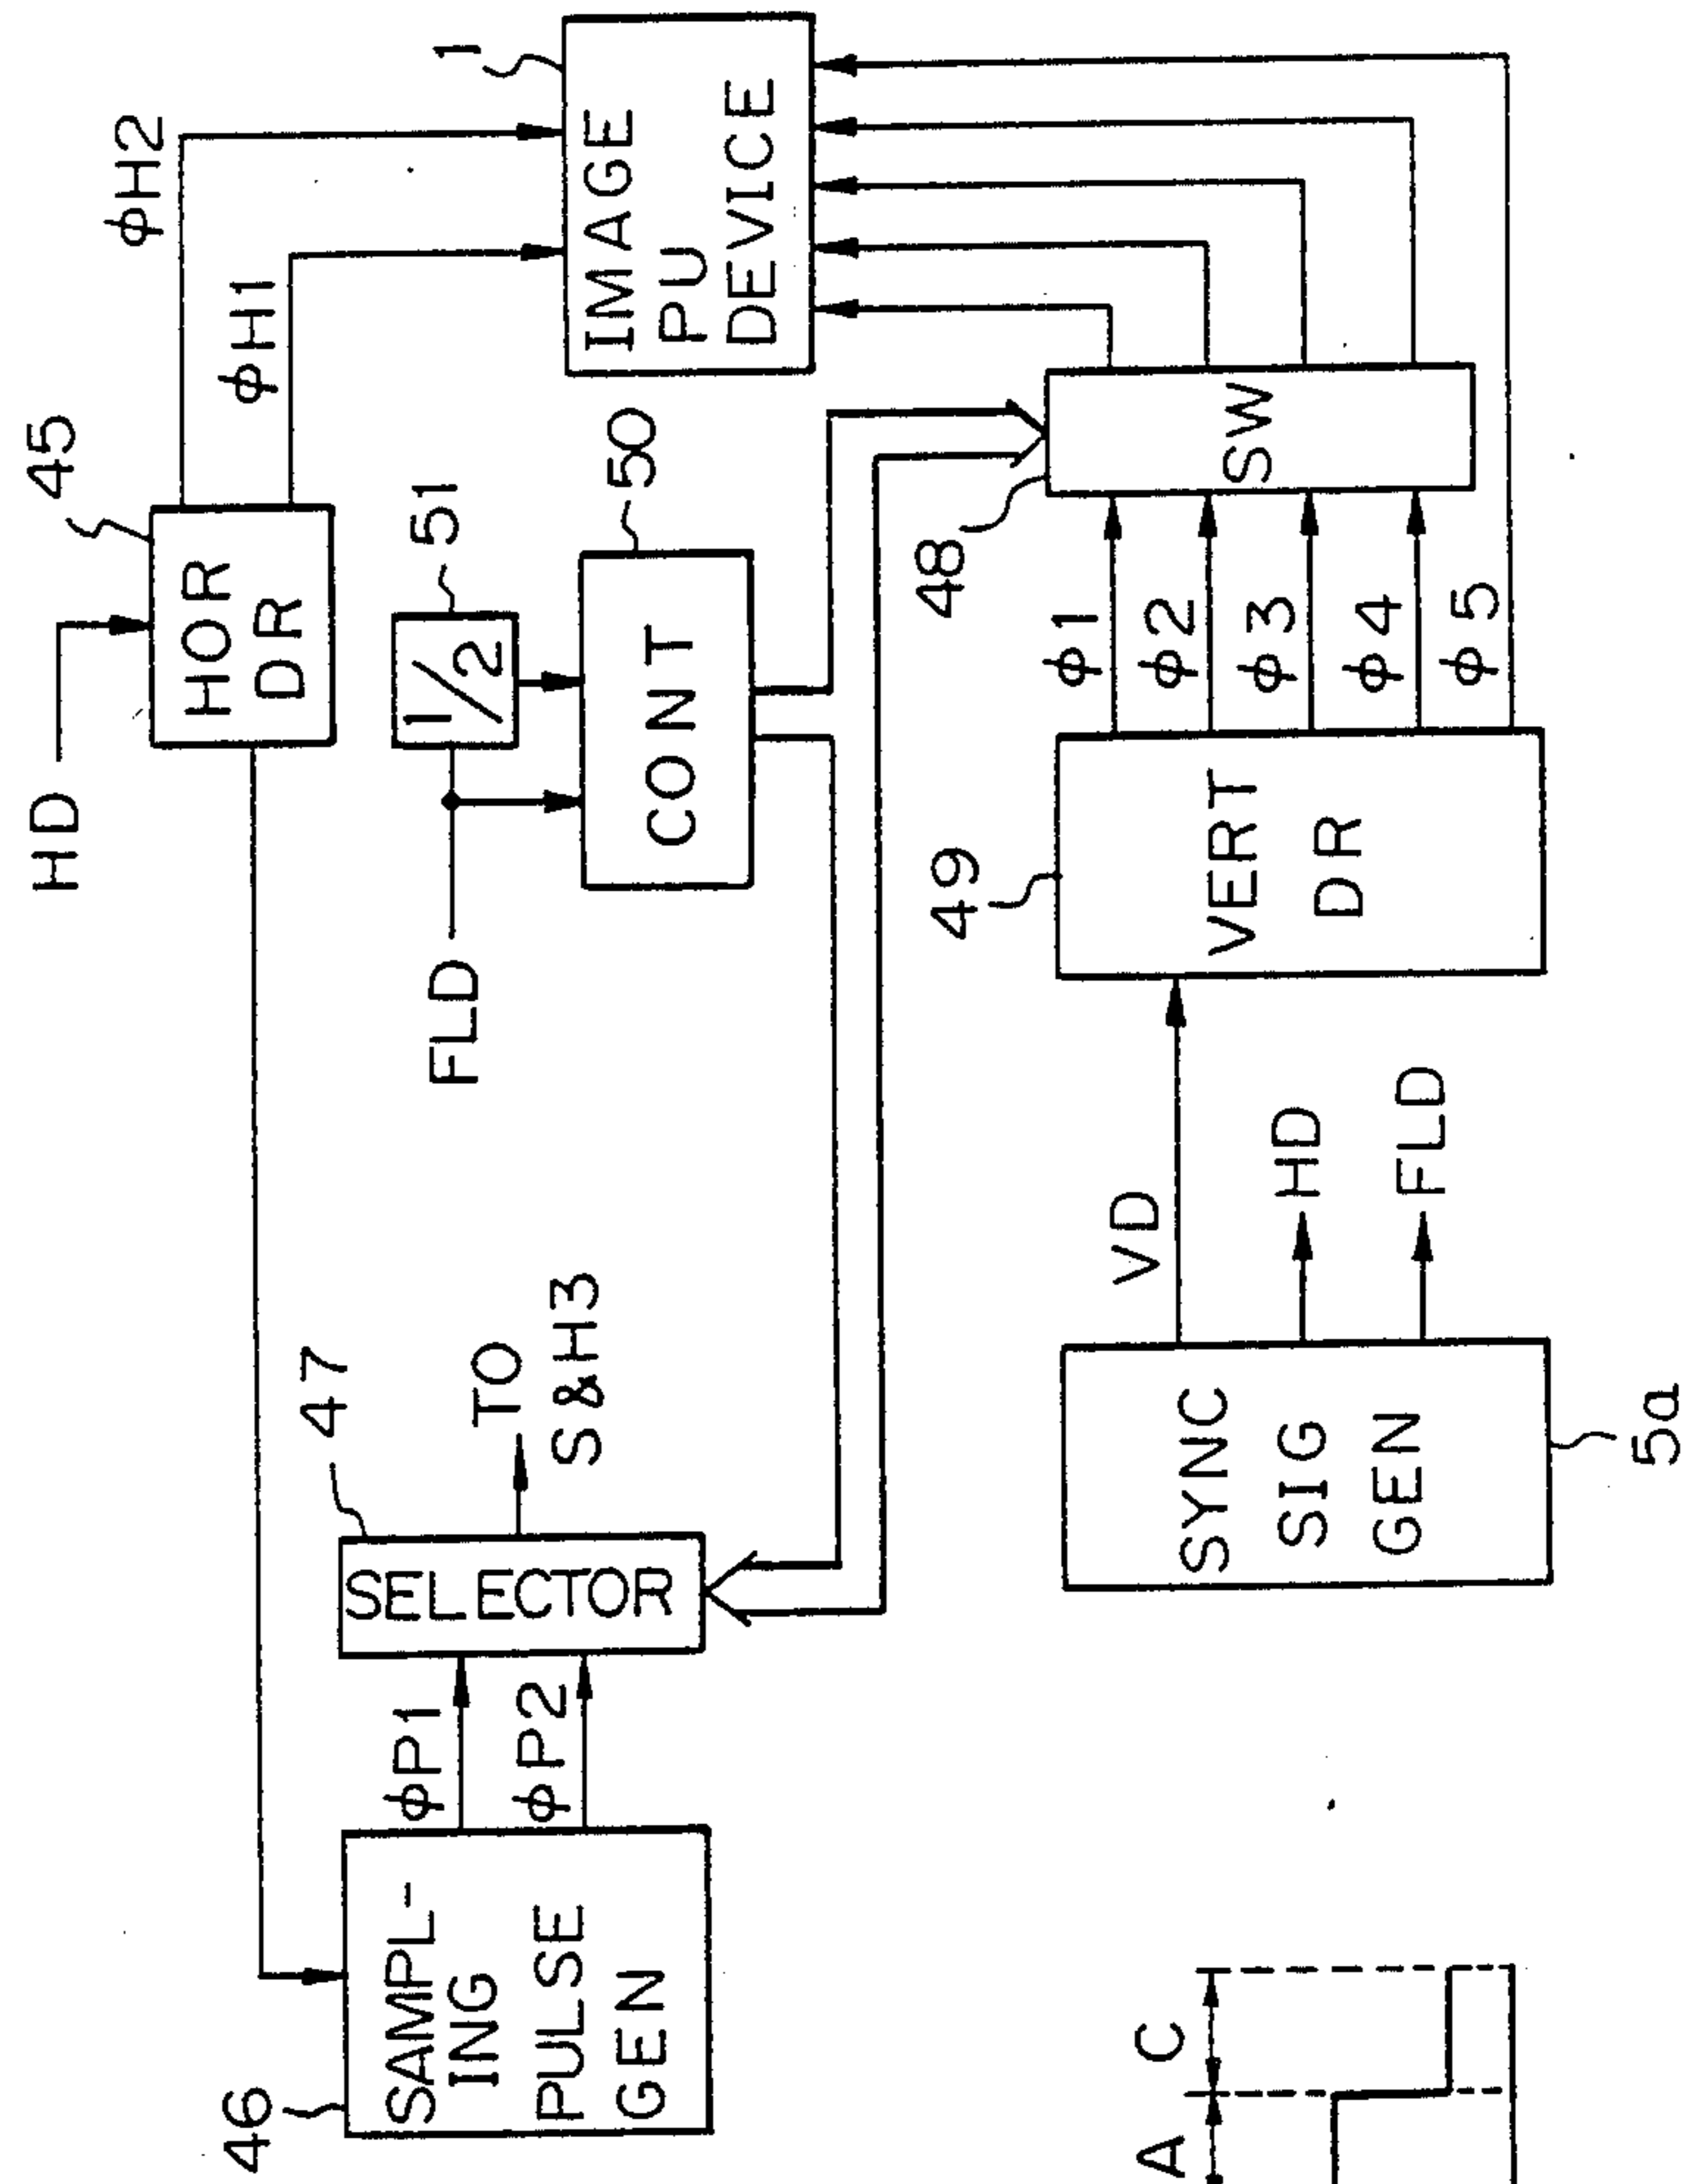 HD
45
HOR
DR
φH2
φH1
1
IMAGE
PU
DEVICE
51
1/2
FLD
50
CONT
46
SAMPL-
ING
PULSE
GEN
φP1
φP2
47
SELECTOR
TO
S&H3
48
SW
49
VERT
DR
φ1
φ2
φ3
φ4
φ5
VD
HD
FLD
SYNC
SIG
GEN
5a
A
C